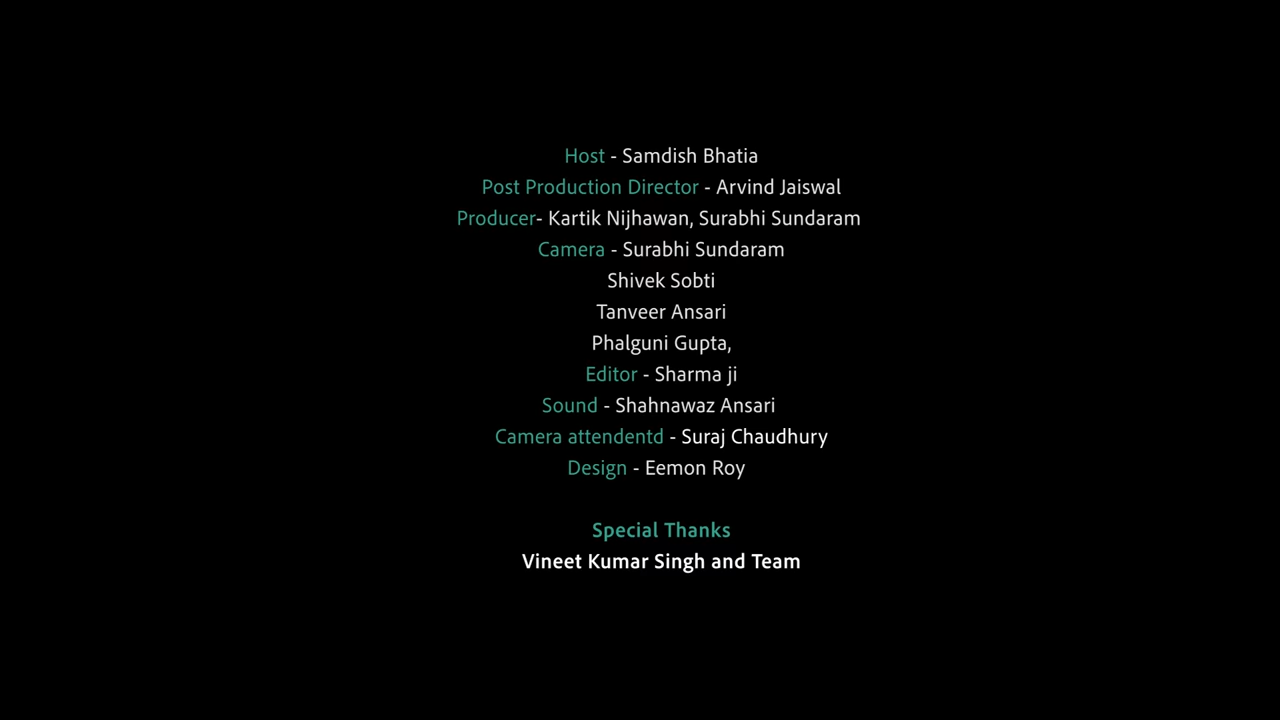 Host - Samdish Bhatia
Post Production Director - Arvind Jaiswal
Producer- Kartik Nijhawan, Surabhi Sundaram
Camera - Surabhi Sundaram
Shivek Sobti
Tanveer Ansari
Phalguni Gupta,
Editor - Sharma ji
Sound - Shahnawaz Ansari
Camera attendentd - Suraj Chaudhury
Design - Eemon Roy
Special Thanks
Vineet Kumar Singh and Team